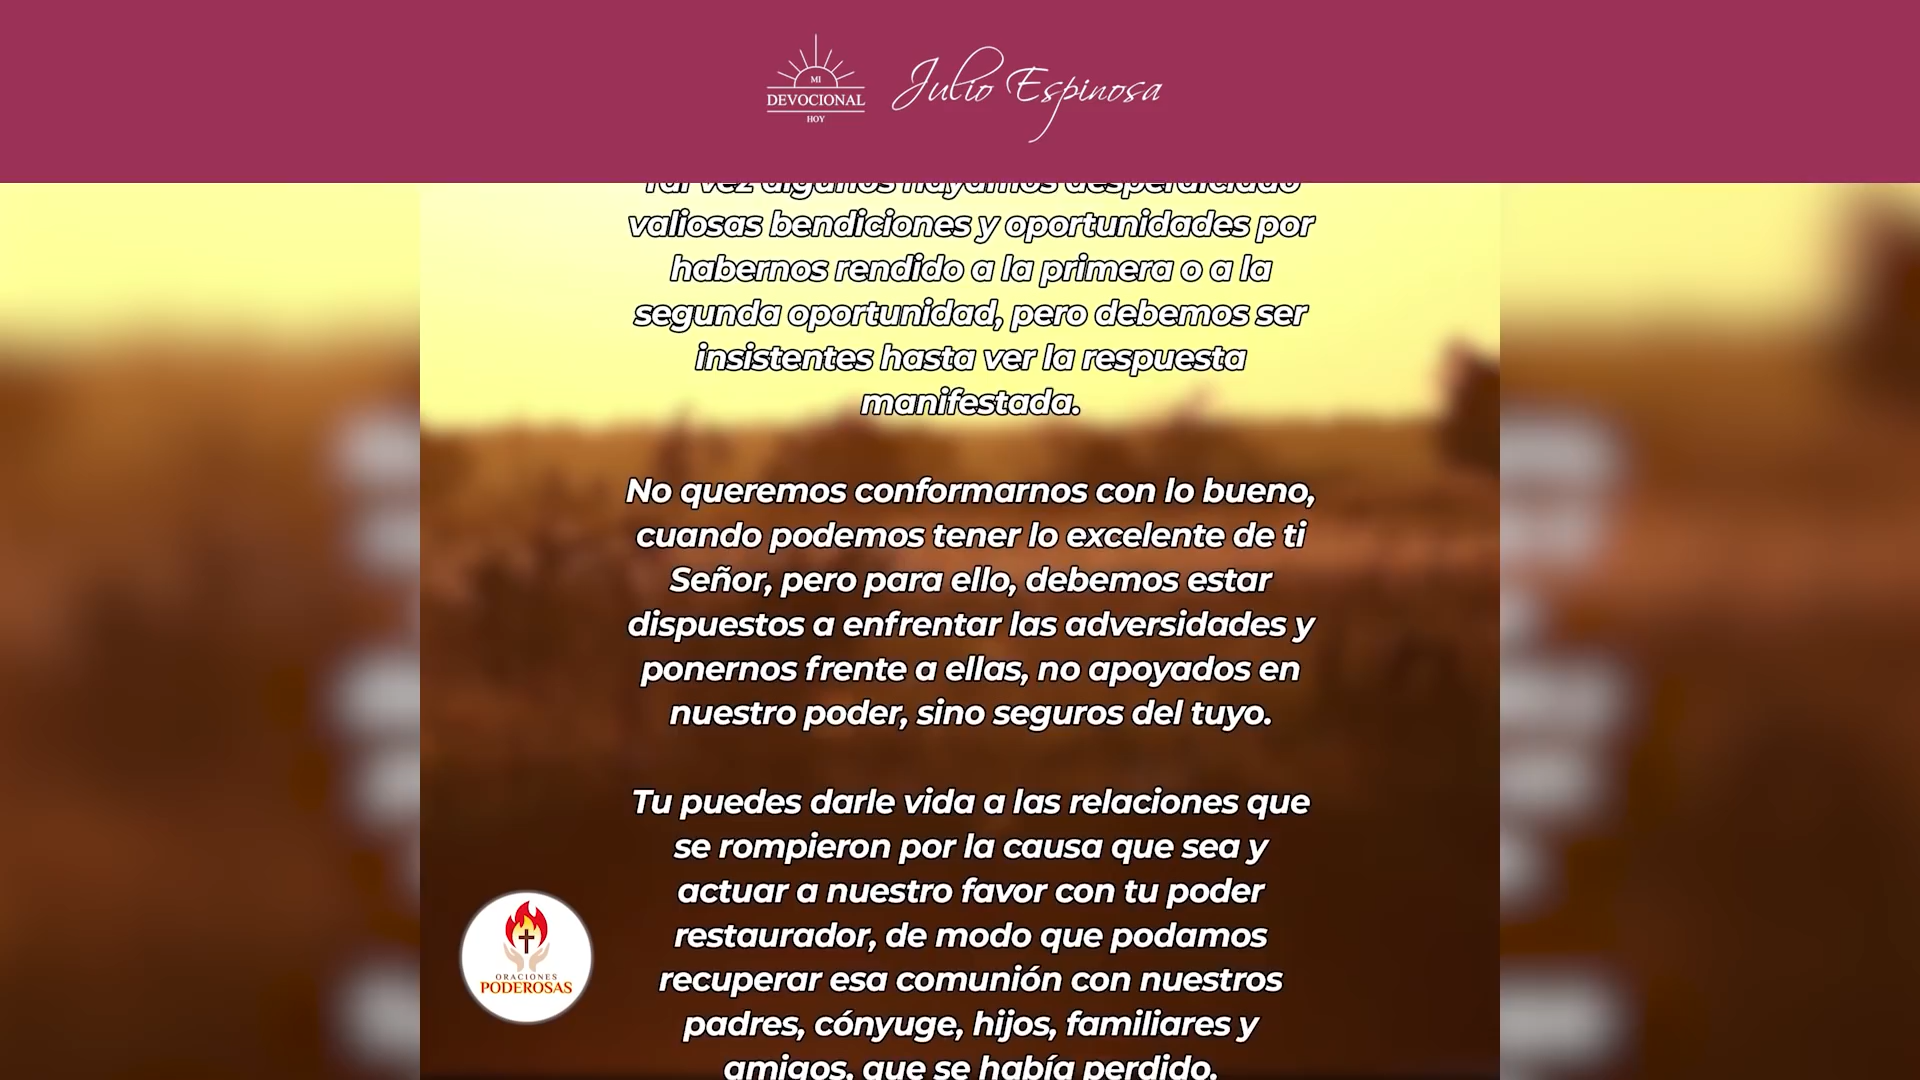 MI
DEVOCIONAL
HOY
Julio Espinosa
Tal vez algunos hayamos desperdiciado
valiosas bendiciones y oportunidades por
habernos rendido a la primera o a la
segunda oportunidad, pero debemos ser
insistentes hasta ver la respuesta
manifestada.
No queremos conformarnos con lo bueno,
cuando podemos tener lo excelente de ti
Señor, pero para ello, debemos estar
dispuestos a enfrentar las adversidades y
ponernos frente a ellas, no apoyados en
nuestro poder, sino seguros del tuyo.
Tu puedes darle vida a las relaciones que
se rompieron por la causa que sea y
actuar a nuestro favor con tu poder
restaurador, de modo que podamos
recuperar esa comunión con nuestros
padres, cónyuge, hijos, familiares y
amigos, que se había perdido.
ORACIONES
PODEROSAS